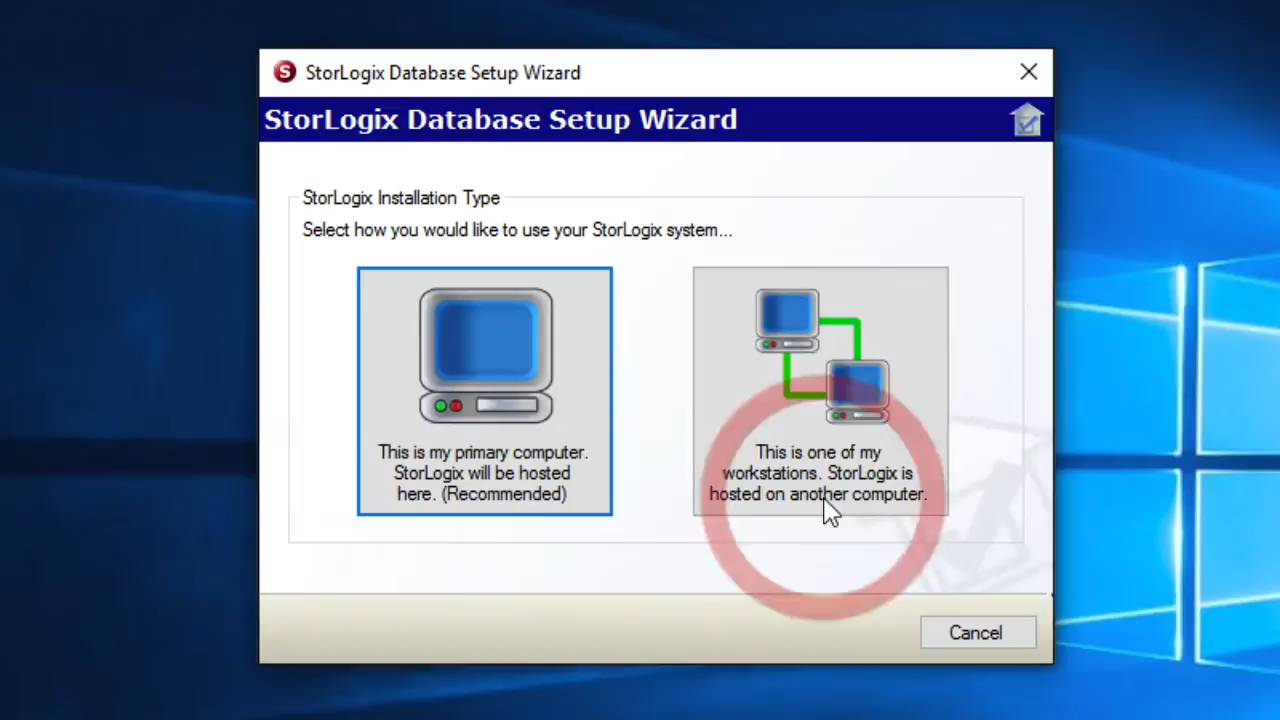 S StorLogix Database Setup Wizard
StorLogix Database Setup Wizard
StorLogix Installation Type
Select how you would like to use your StorLogix system...
This is my primary computer.
StorLogix will be hosted
here. (Recommended)
This is one of my
workstations. StorLogix is
hosted on another computer.
Cancel